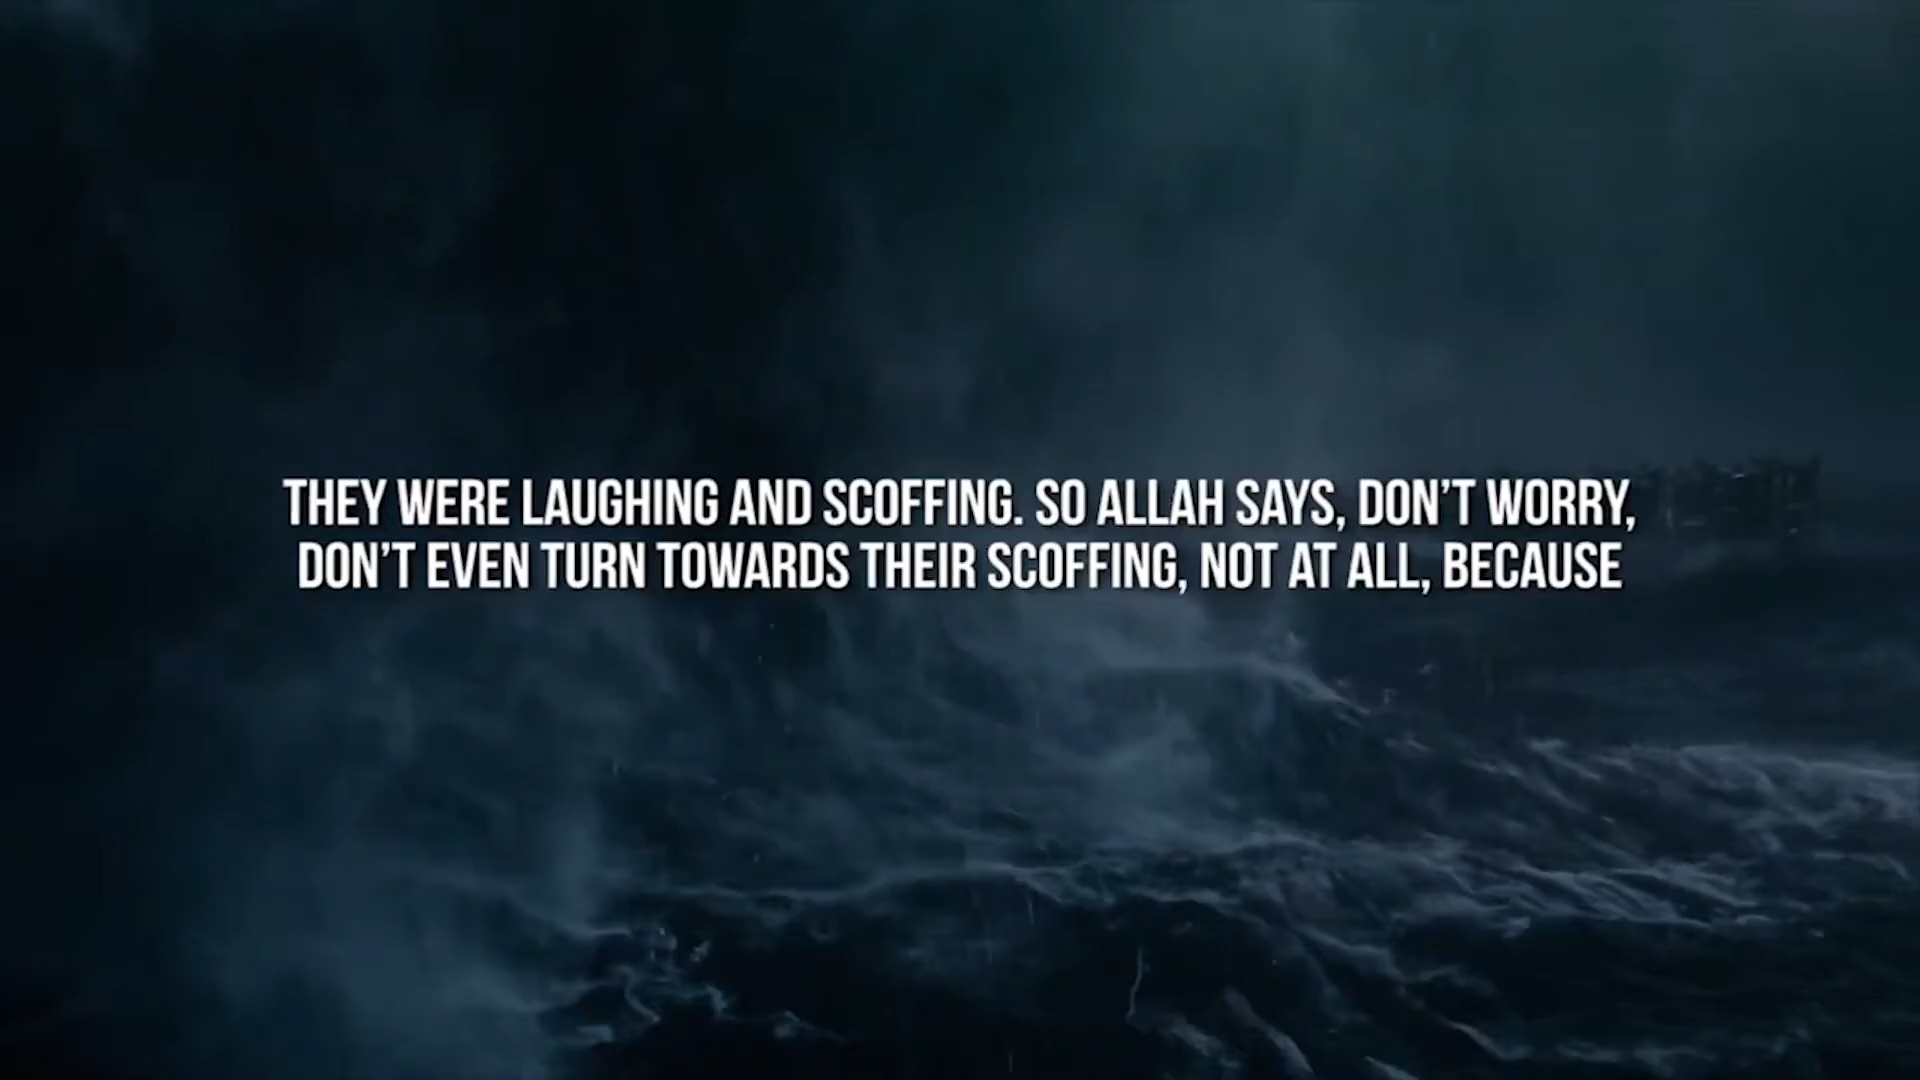 THEY WERE LAUGHING AND SCOFFING. SO ALLAH SAYS, DON'T WORRY,
DON'T EVEN TURN TOWARDS THEIR SCOFFING, NOT AT ALL, BECAUSE